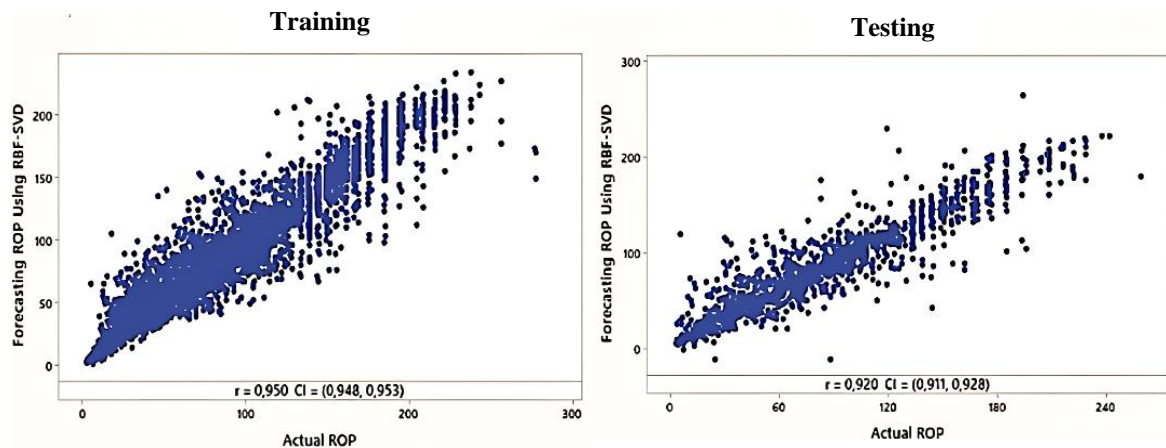 Training
Forecasting ROP Using RBF-SVD
200
150
100
50
0
r = 0,950 CI = (0,948, 0,953)
0 100 200 300
Actual ROP
Testing
Forecasting ROP Using RBF-SVD
300
200
100
0
r = 0,920 CI = (0,911, 0,928)
0 60 120 180 240
Actual ROP